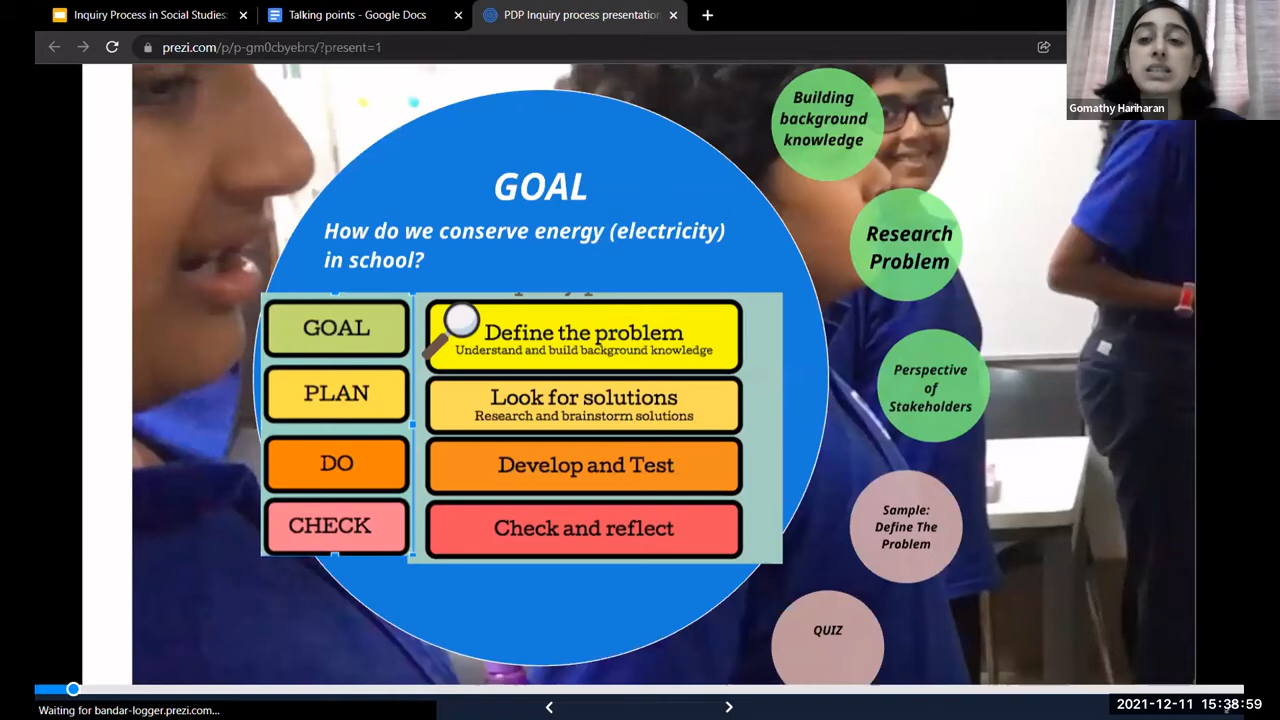 Inquiry Process in Social Studies:
Talking points - Google Docs
PDP Inquiry process presentation
prezi.com/p/p-gm0cbyebrs/?present=1
Gomathy Hariharan
Building
background
knowledge
GOAL
How do we conserve energy (electricity)
in school?
Research
Problem
GOAL
Define the problem
Understand and build background knowledge
PLAN
Look for solutions
Research and brainstorm solutions
DO
Develop and Test
CHECK
Check and reflect
Perspective
of
Stakeholders
Sample:
Define The
Problem
QUIZ
Waiting for bandar-logger.prezi.com...
2021-12-11 15:38:59